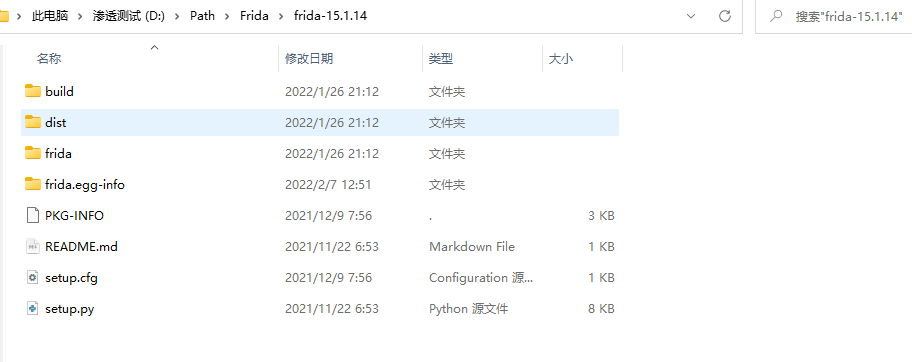 此电脑 > 渗透测试 (D:) > Path > Frida > frida-15.1.14 搜索"frida-15.1.14"
名称 修改日期 类型 大小
build 2022/1/26 21:12 文件夹
dist 2022/1/26 21:12 文件夹
frida 2022/1/26 21:12 文件夹
frida.egg-info 2022/2/7 12:51 文件夹
PKG-INFO 2021/12/9 7:56 . 3 KB
README.md 2021/11/22 6:53 Markdown File 1 KB
setup.cfg 2021/12/9 7:56 Configuration 源... 1 KB
setup.py 2021/11/22 6:53 Python 源文件 8 KB